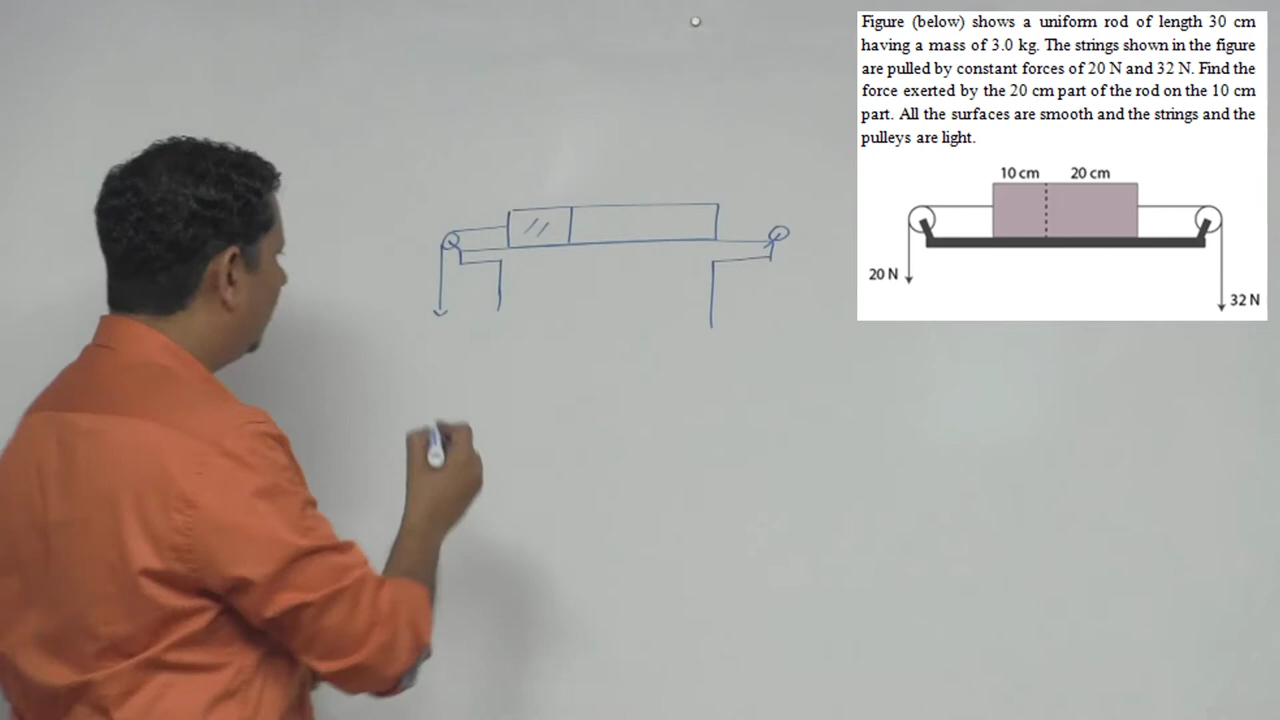 Figure (below) shows a uniform rod of length 30 cm
having a mass of 3.0 kg. The strings shown in the figure
are pulled by constant forces of 20 N and 32 N. Find the
force exerted by the 20 cm part of the rod on the 10 cm
part. All the surfaces are smooth and the strings and the
pulleys are light.
10 cm 20 cm
20 N
32 N